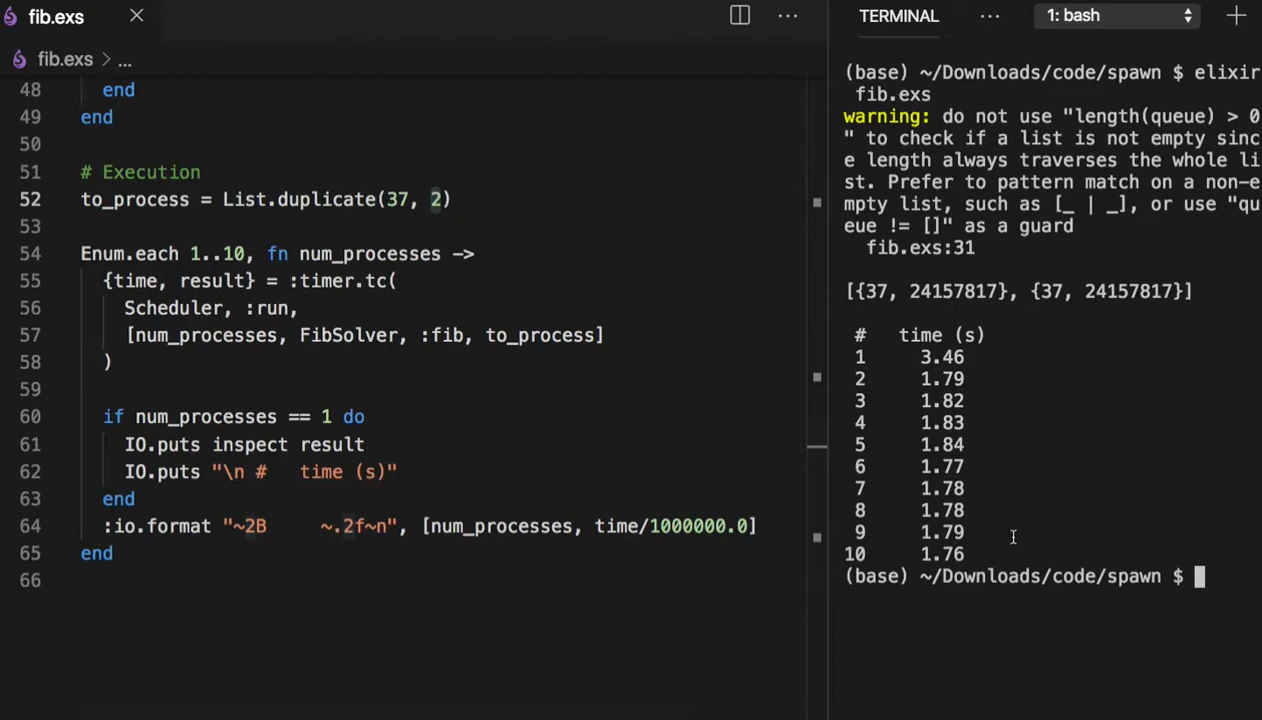 fib.exs
fib.exs > ...
48 end
49 end
50
51 # Execution
52 to_process = List.duplicate(37, 2)
53
54 Enum.each 1..10, fn num_processes ->
55 {time, result} = :timer.tc(
56 Scheduler, :run,
57 [num_processes, FibSolver, :fib, to_process]
58 )
59
60 if num_processes == 1 do
61 IO.puts inspect result
62 IO.puts "\n #   time (s)"
63 end
64 :io.format "~2B     ~.2f~n", [num_processes, time/1000000.0]
65 end
66
TERMINAL ... 1: bash
(base) ~/Downloads/code/spawn $ elixir
 fib.exs
warning: do not use "length(queue) > 0
" to check if a list is not empty sinc
e length always traverses the whole li
st. Prefer to pattern match on a non-e
mpty list, such as [_ | _], or use "qu
eue != []" as a guard
  fib.exs:31
[{37, 24157817}, {37, 24157817}]
 #   time (s)
 1     3.46
 2     1.79
 3     1.82
 4     1.83
 5     1.84
 6     1.77
 7     1.78
 8     1.78
 9     1.79
10     1.76
(base) ~/Downloads/code/spawn $